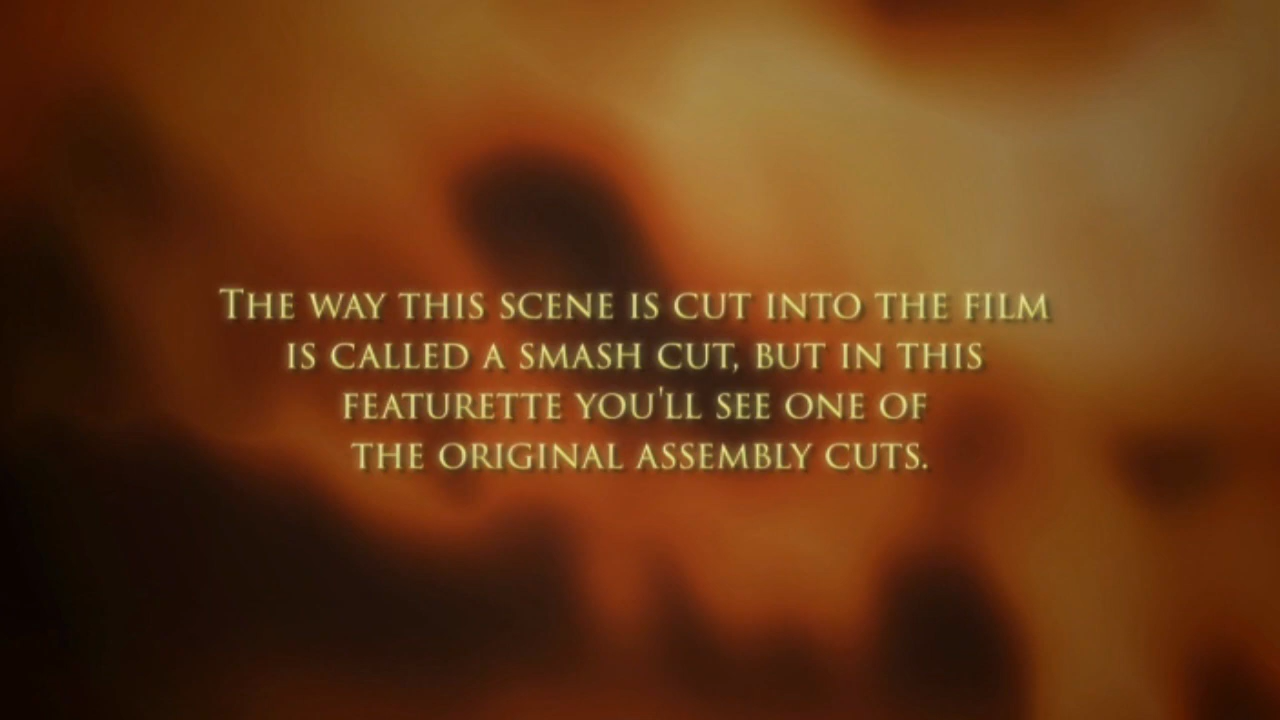 The way this scene is cut into the film
is called a smash cut, but in this
featurette you'll see one of
the original assembly cuts.